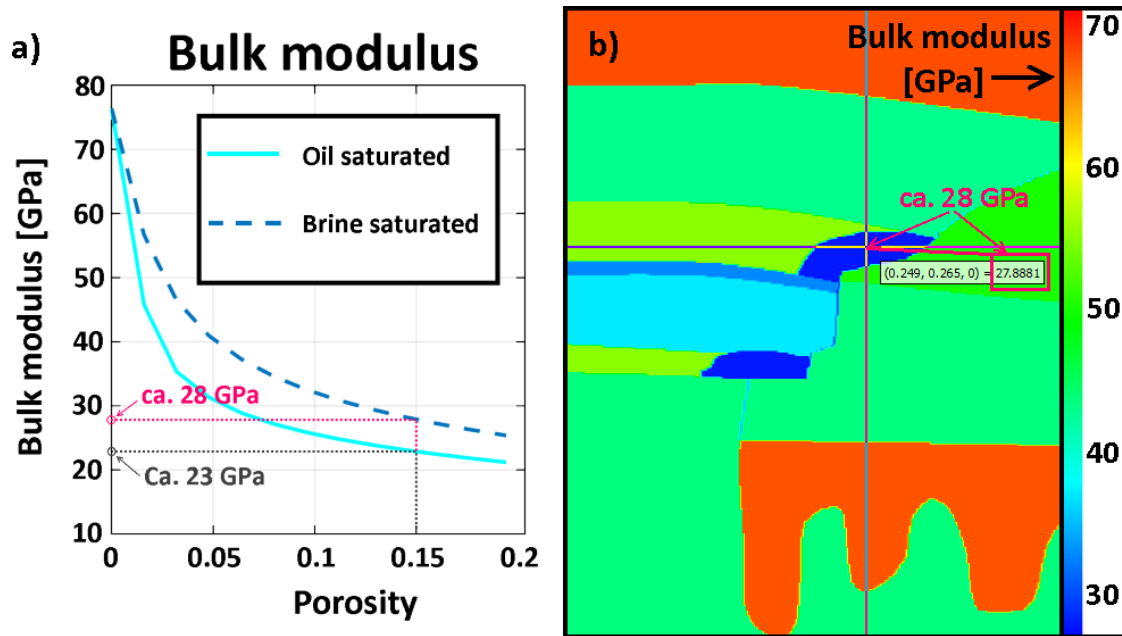 a)
Bulk modulus
80
70
60
50
40
30
20
10
Bulk modulus [GPa]
Oil saturated
Brine saturated
ca. 28 GPa
Ca. 23 GPa
0
0.05
0.1
0.15
0.2
Porosity
b)
Bulk modulus
[GPa]
ca. 28 GPa
(0.249, 0.265, 0) = 27.8881
70
60
50
40
30